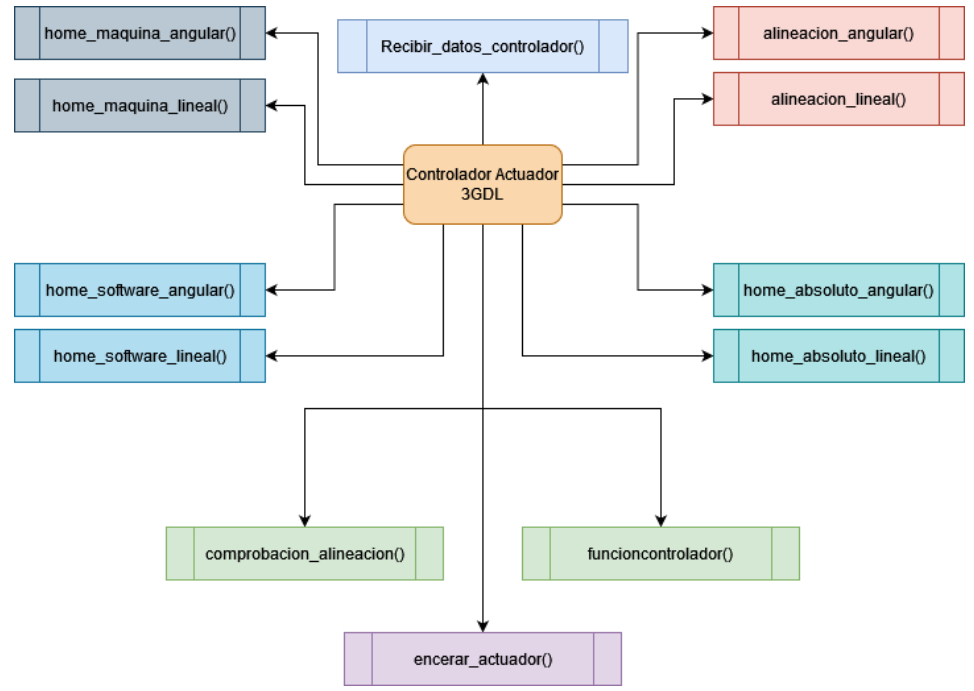 home_maquina_angular()
Recibir_datos_controlador()
alineacion_angular()
home_maquina_lineal()
alineacion_lineal()
Controlador Actuador
3GDL
home_software_angular()
home_absoluto_angular()
home_software_lineal()
home_absoluto_lineal()
comprobacion_alineacion()
funcioncontrolador()
encerar_actuador()